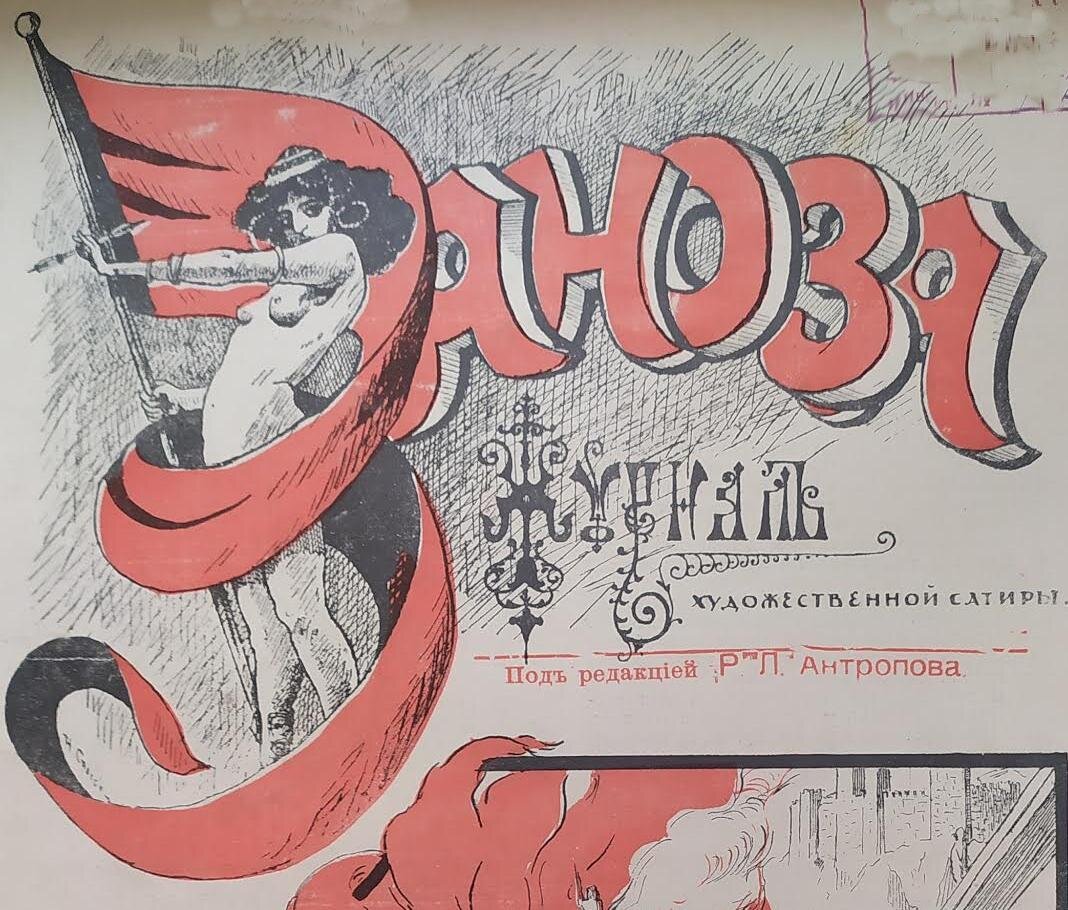 ЗАНОЗА
ЖУРНАЛЪ
ХУДОЖЕСТВЕННОЙ САТИРЫ.
Подъ редакціей Р. Л. Антропова.